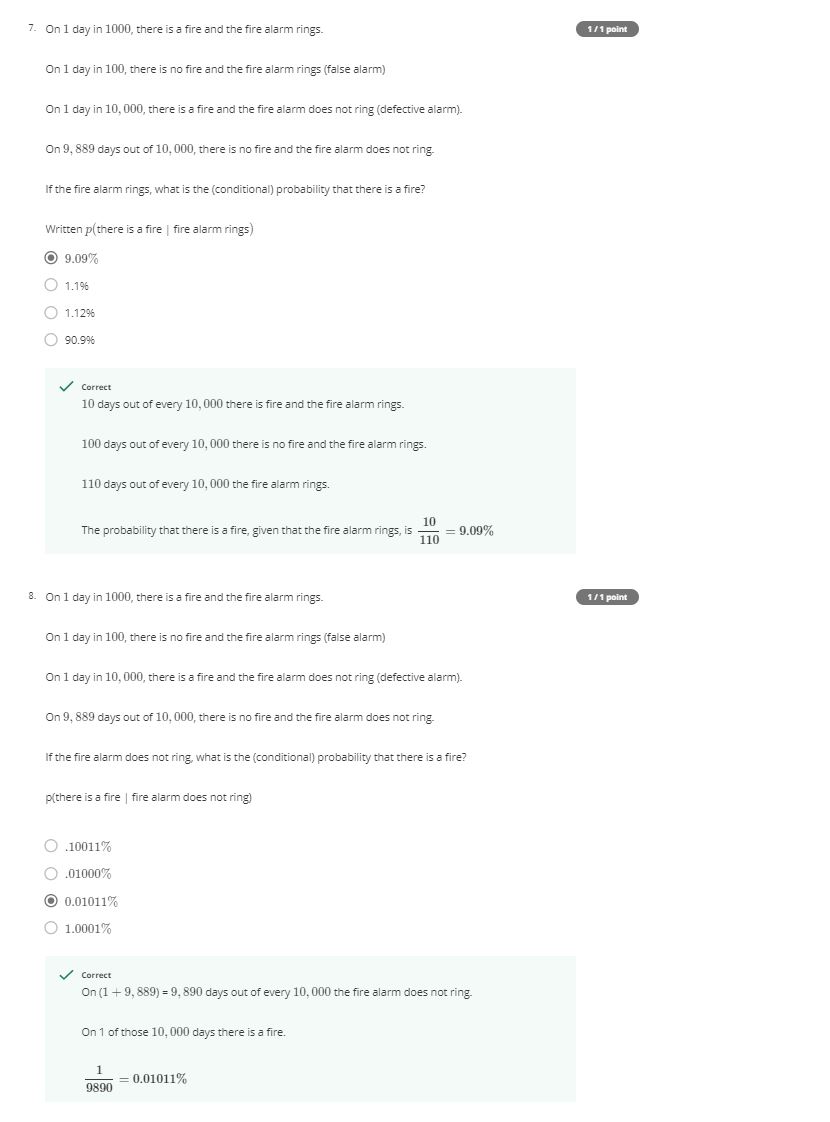 7. On 1 day in 1000, there is a fire and the fire alarm rings.
1 / 1 point
On 1 day in 100, there is no fire and the fire alarm rings (false alarm)
On 1 day in 10, 000, there is a fire and the fire alarm does not ring (defective alarm).
On 9, 889 days out of 10, 000, there is no fire and the fire alarm does not ring.
If the fire alarm rings, what is the (conditional) probability that there is a fire?
Written p(there is a fire | fire alarm rings)
9.09%
1.1%
1.12%
90.9%
Correct
10 days out of every 10, 000 there is fire and the fire alarm rings.
100 days out of every 10, 000 there is no fire and the fire alarm rings.
110 days out of every 10, 000 the fire alarm rings.
The probability that there is a fire, given that the fire alarm rings, is 10/110 = 9.09%
8. On 1 day in 1000, there is a fire and the fire alarm rings.
1 / 1 point
On 1 day in 100, there is no fire and the fire alarm rings (false alarm)
On 1 day in 10, 000, there is a fire and the fire alarm does not ring (defective alarm).
On 9, 889 days out of 10, 000, there is no fire and the fire alarm does not ring.
If the fire alarm does not ring, what is the (conditional) probability that there is a fire?
p(there is a fire | fire alarm does not ring)
.10011%
.01000%
0.01011%
1.0001%
Correct
On (1 + 9, 889) = 9, 890 days out of every 10, 000 the fire alarm does not ring.
On 1 of those 10, 000 days there is a fire.
1/9890 = 0.01011%